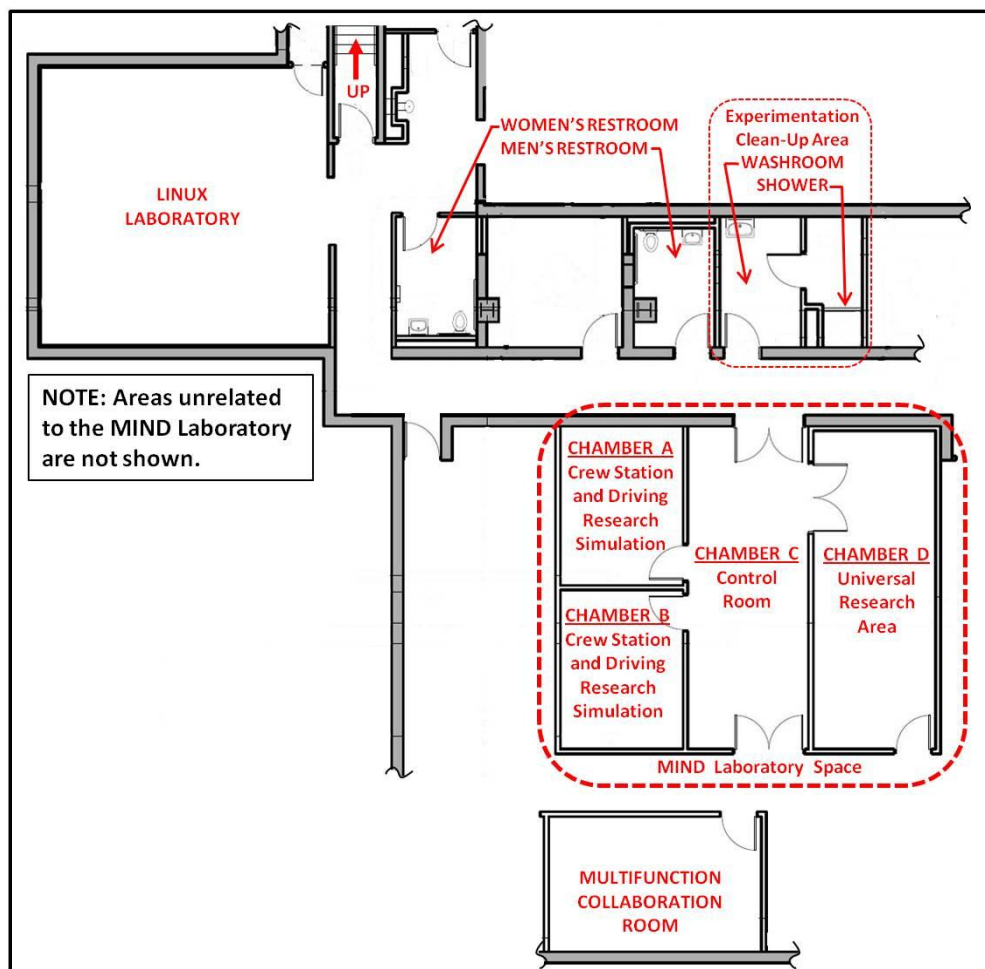 UP
WOMEN'S RESTROOM
MEN'S RESTROOM
Experimentation
Clean-Up Area
WASHROOM
SHOWER
LINUX
LABORATORY
NOTE: Areas unrelated
to the MIND Laboratory
are not shown.
CHAMBER A
Crew Station
and Driving
Research
Simulation
CHAMBER B
Crew Station
and Driving
Research
Simulation
CHAMBER C
Control
Room
CHAMBER D
Universal
Research
Area
MIND Laboratory Space
MULTIFUNCTION
COLLABORATION
ROOM